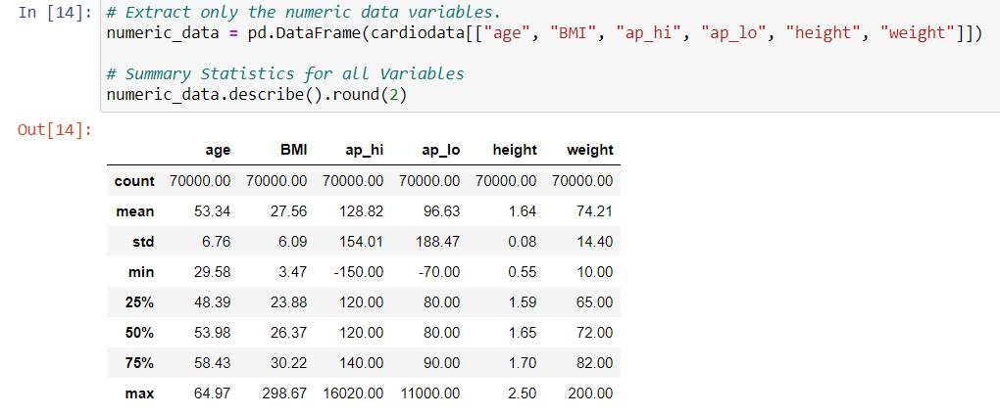 In [14]: # Extract only the numeric data variables.
numeric_data = pd.DataFrame(cardiodata[["age", "BMI", "ap_hi", "ap_lo", "height", "weight"]])
# Summary Statistics for all Variables
numeric_data.describe().round(2)
Out[14]:
age BMI ap_hi ap_lo height weight
count 70000.00 70000.00 70000.00 70000.00 70000.00 70000.00
mean 53.34 27.56 128.82 96.63 1.64 74.21
std 6.76 6.09 154.01 188.47 0.08 14.40
min 29.58 3.47 -150.00 -70.00 0.55 10.00
25% 48.39 23.88 120.00 80.00 1.59 65.00
50% 53.98 26.37 120.00 80.00 1.65 72.00
75% 58.43 30.22 140.00 90.00 1.70 82.00
max 64.97 298.67 16020.00 11000.00 2.50 200.00